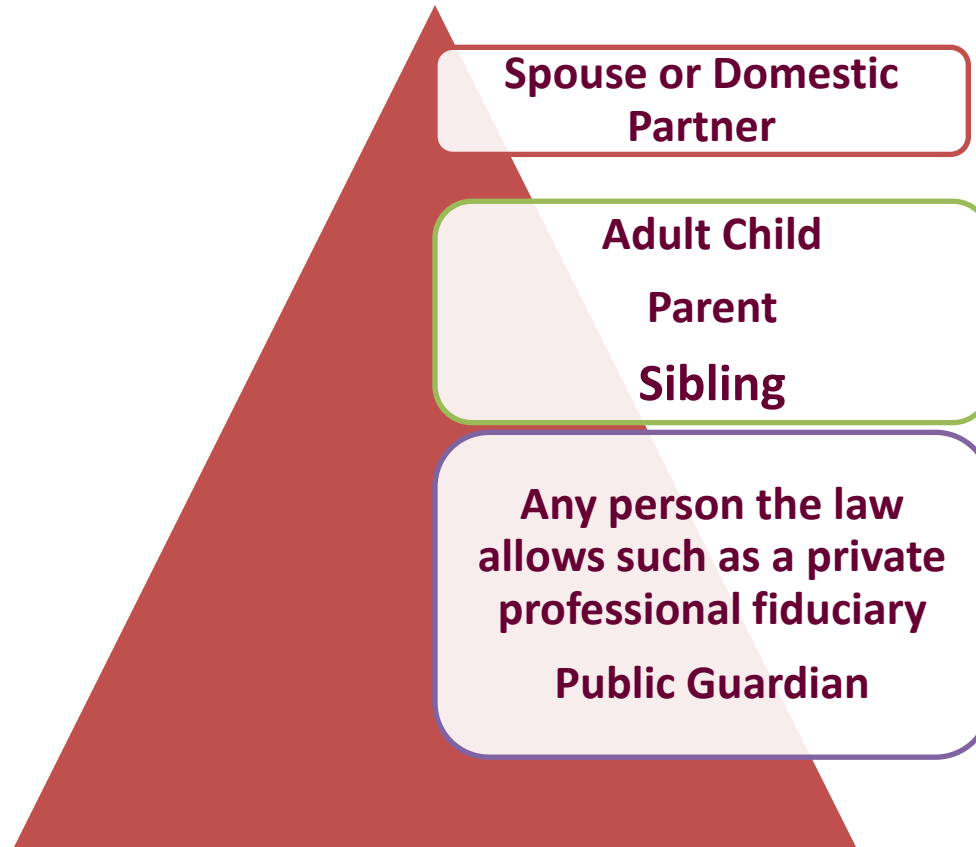 Spouse or Domestic
Partner
Adult Child
Parent
Sibling
Any person the law
allows such as a private
professional fiduciary
Public Guardian